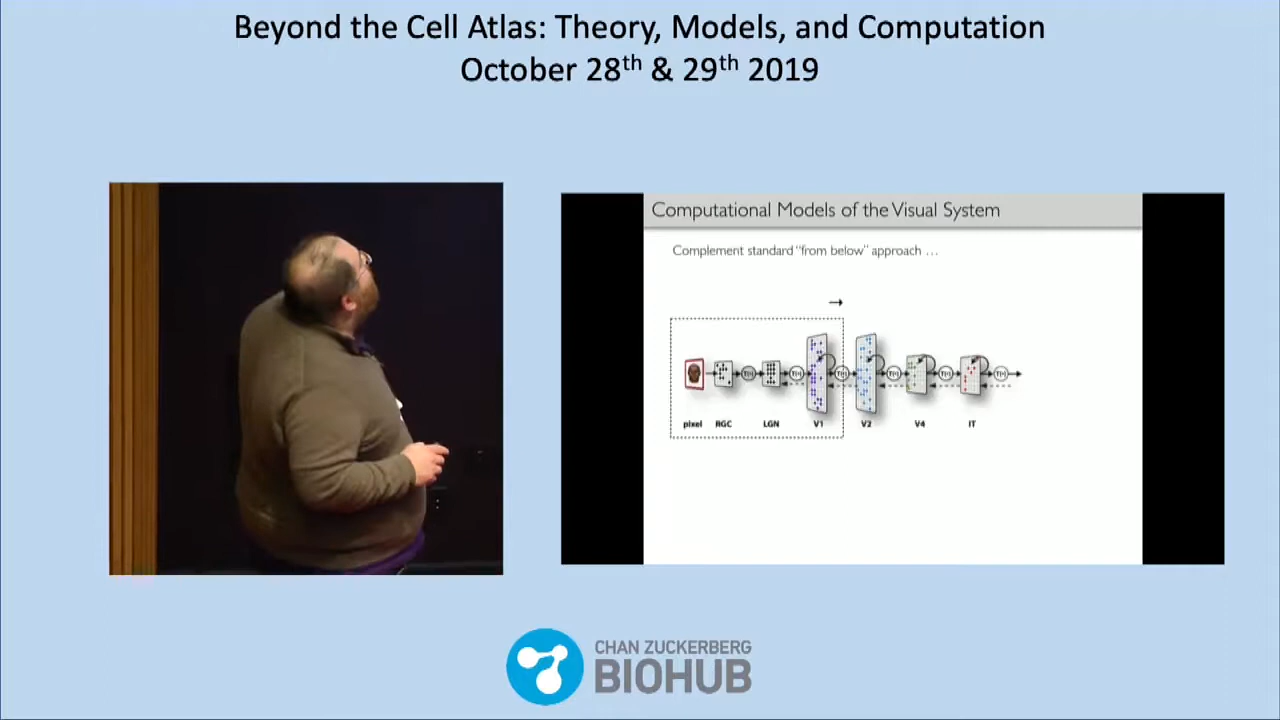 Beyond the Cell Atlas: Theory, Models, and Computation
October 28th & 29th 2019
Computational Models of the Visual System
Complement standard "from below" approach …
pixel RGC LGN V1 V2 V4 IT
CHAN ZUCKERBERG
BIOHUB